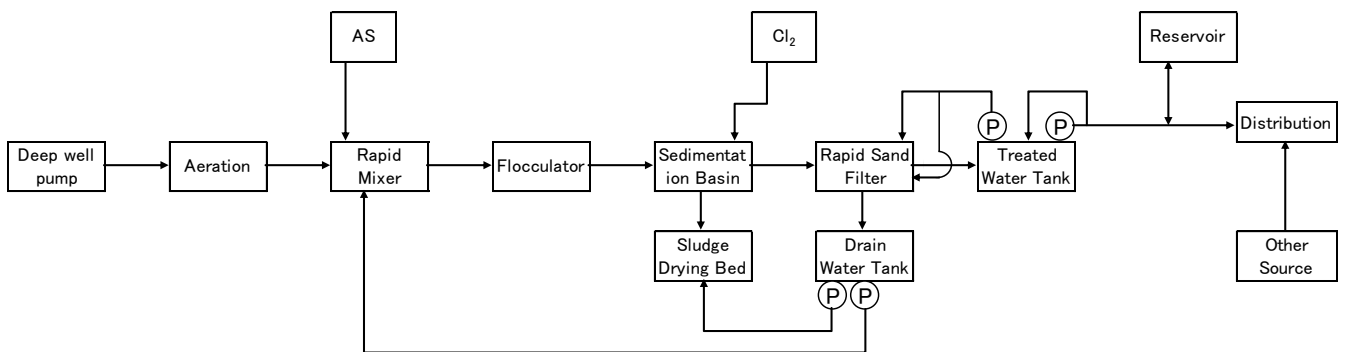 AS
Cl₂
Reservoir
P
P
Distribution
Deep well
pump
Aeration
Rapid
Mixer
Flocculator
Sedimentat
ion Basin
Rapid Sand
Filter
Treated
Water Tank
Sludge
Drying Bed
Drain
Water Tank
Other
Source
P
P